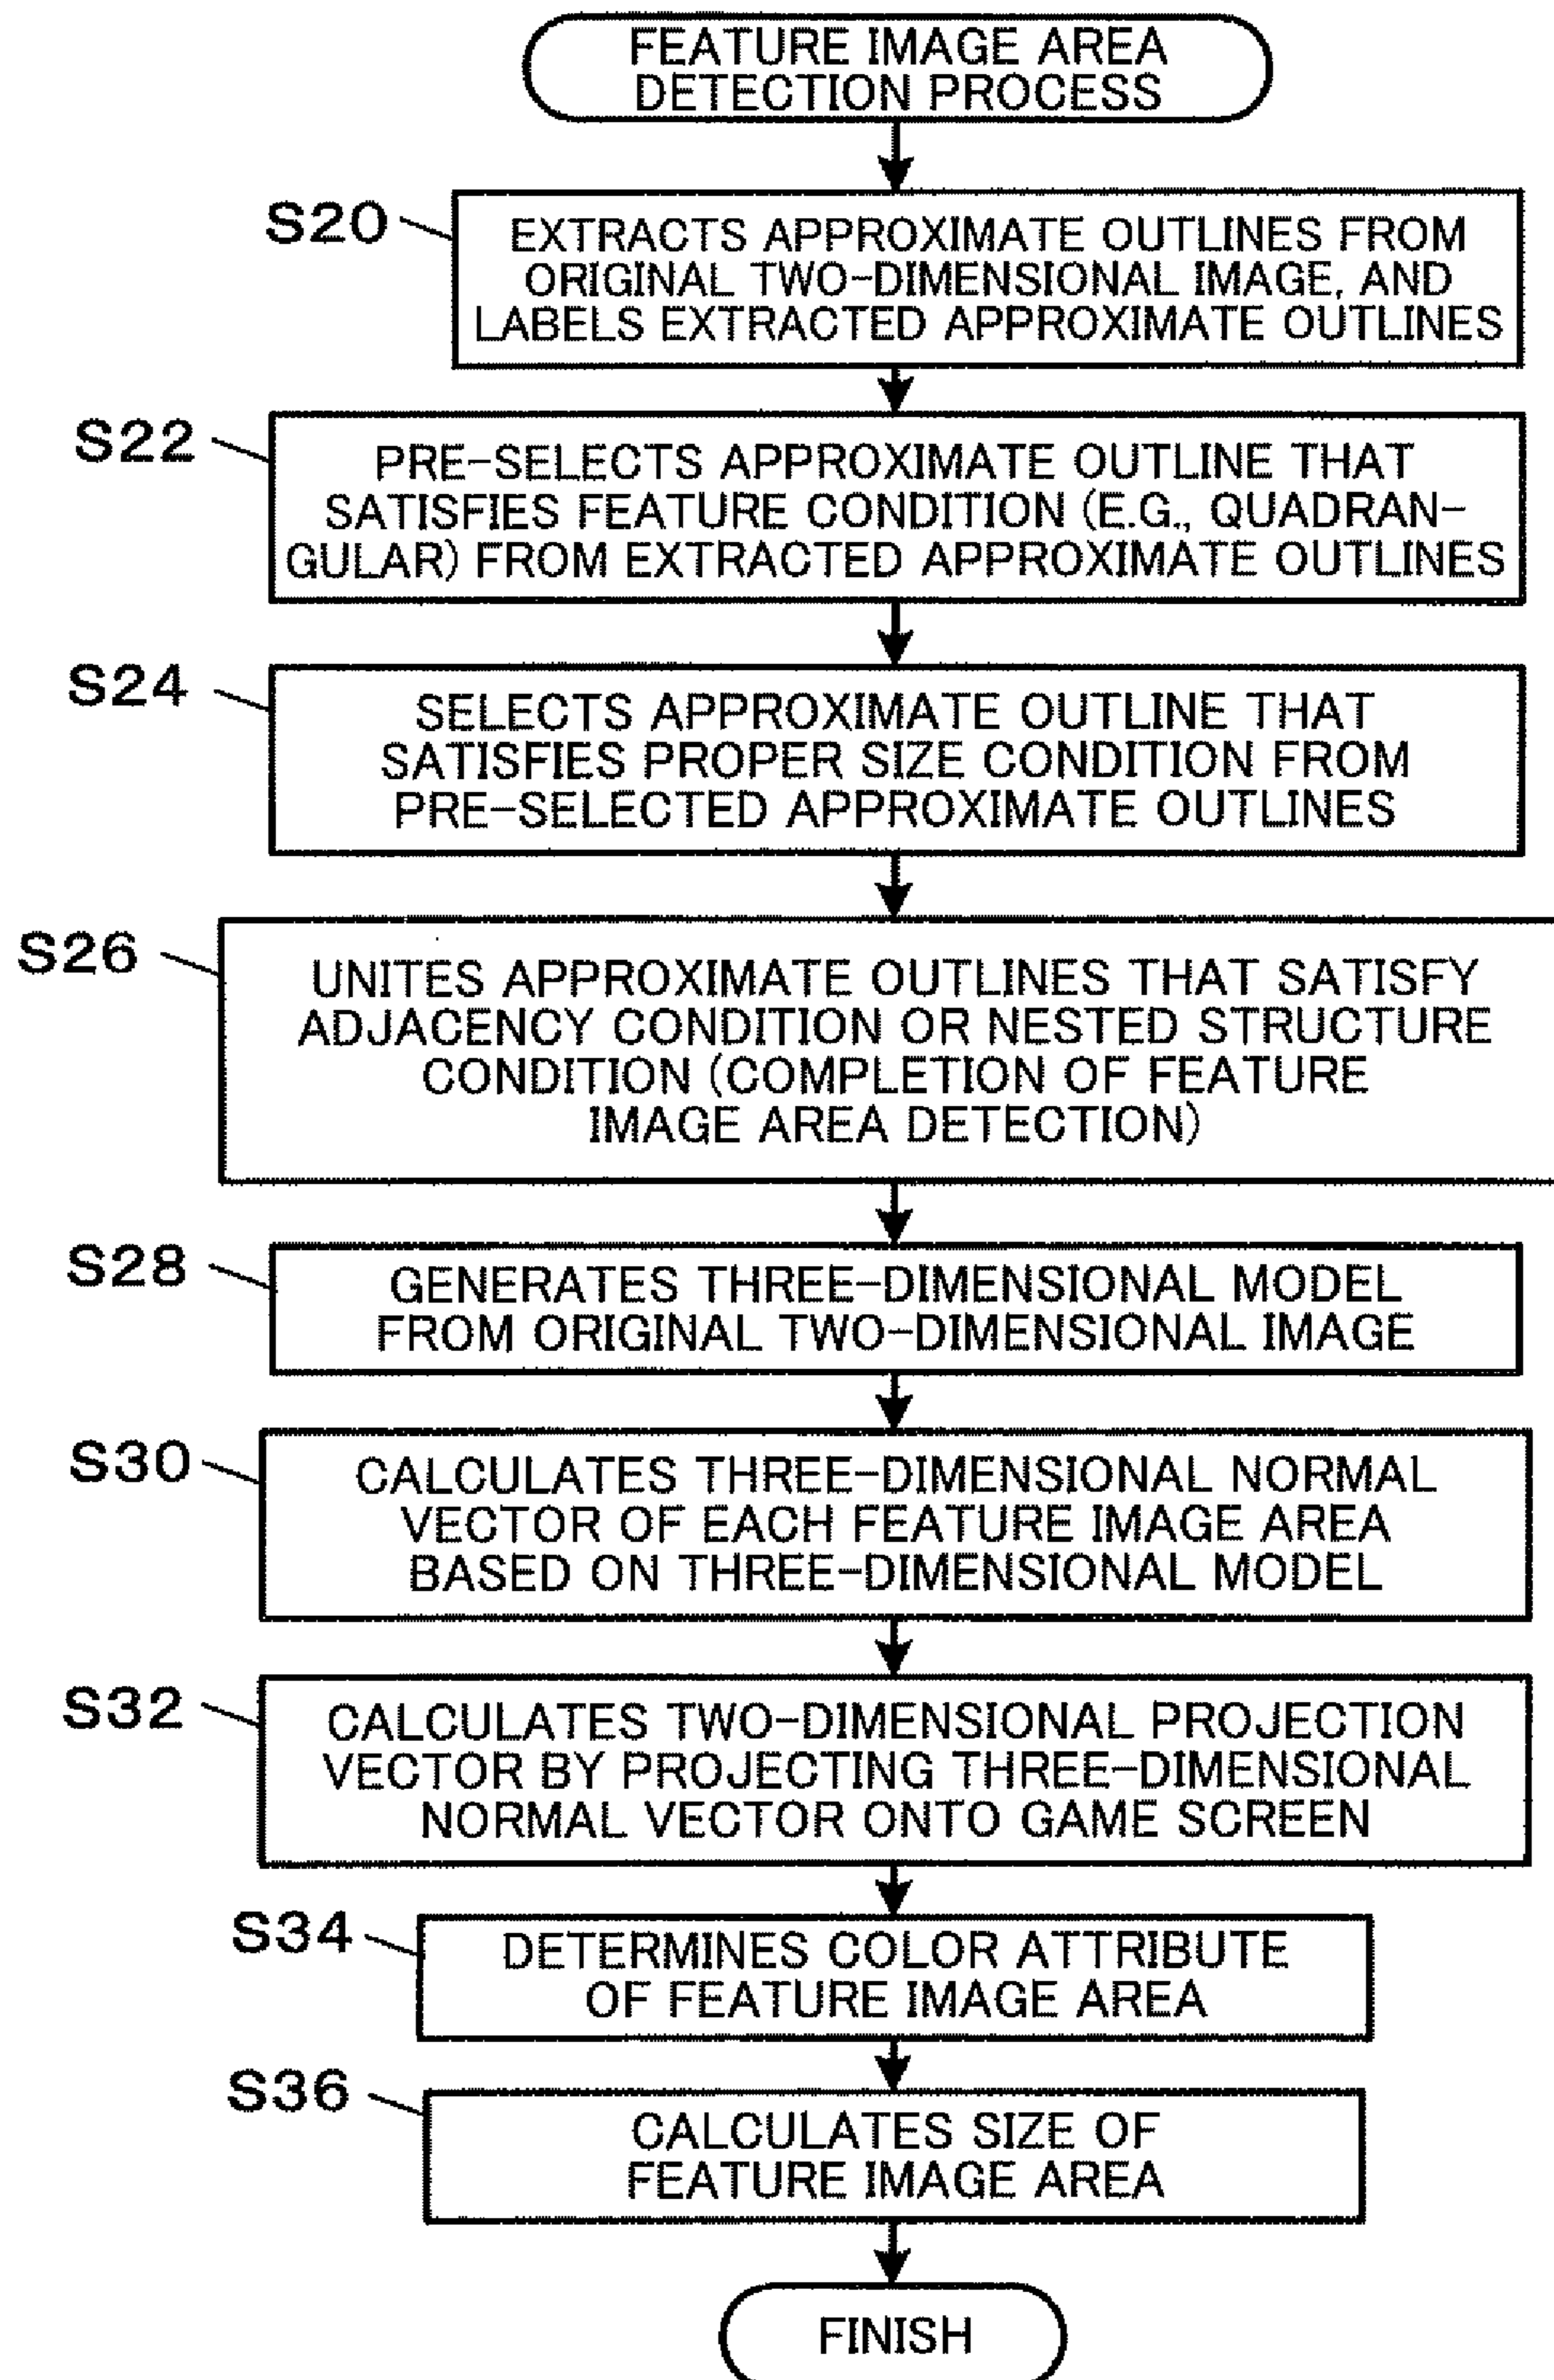 FEATURE IMAGE AREA
DETECTION PROCESS
S20
EXTRACTS APPROXIMATE OUTLINES FROM
ORIGINAL TWO-DIMENSIONAL IMAGE, AND
LABELS EXTRACTED APPROXIMATE OUTLINES
S22
PRE-SELECTS APPROXIMATE OUTLINE THAT
SATISFIES FEATURE CONDITION (E.G., QUADRAN-
GULAR) FROM EXTRACTED APPROXIMATE OUTLINES
S24
SELECTS APPROXIMATE OUTLINE THAT
SATISFIES PROPER SIZE CONDITION FROM
PRE-SELECTED APPROXIMATE OUTLINES
S26
UNITES APPROXIMATE OUTLINES THAT SATISFY
ADJACENCY CONDITION OR NESTED STRUCTURE
CONDITION (COMPLETION OF FEATURE
IMAGE AREA DETECTION)
S28
GENERATES THREE-DIMENSIONAL MODEL
FROM ORIGINAL TWO-DIMENSIONAL IMAGE
S30
CALCULATES THREE-DIMENSIONAL NORMAL
VECTOR OF EACH FEATURE IMAGE AREA
BASED ON THREE-DIMENSIONAL MODEL
S32
CALCULATES TWO-DIMENSIONAL PROJECTION
VECTOR BY PROJECTING THREE-DIMENSIONAL
NORMAL VECTOR ONTO GAME SCREEN
S34
DETERMINES COLOR ATTRIBUTE
OF FEATURE IMAGE AREA
S36
CALCULATES SIZE OF
FEATURE IMAGE AREA
FINISH